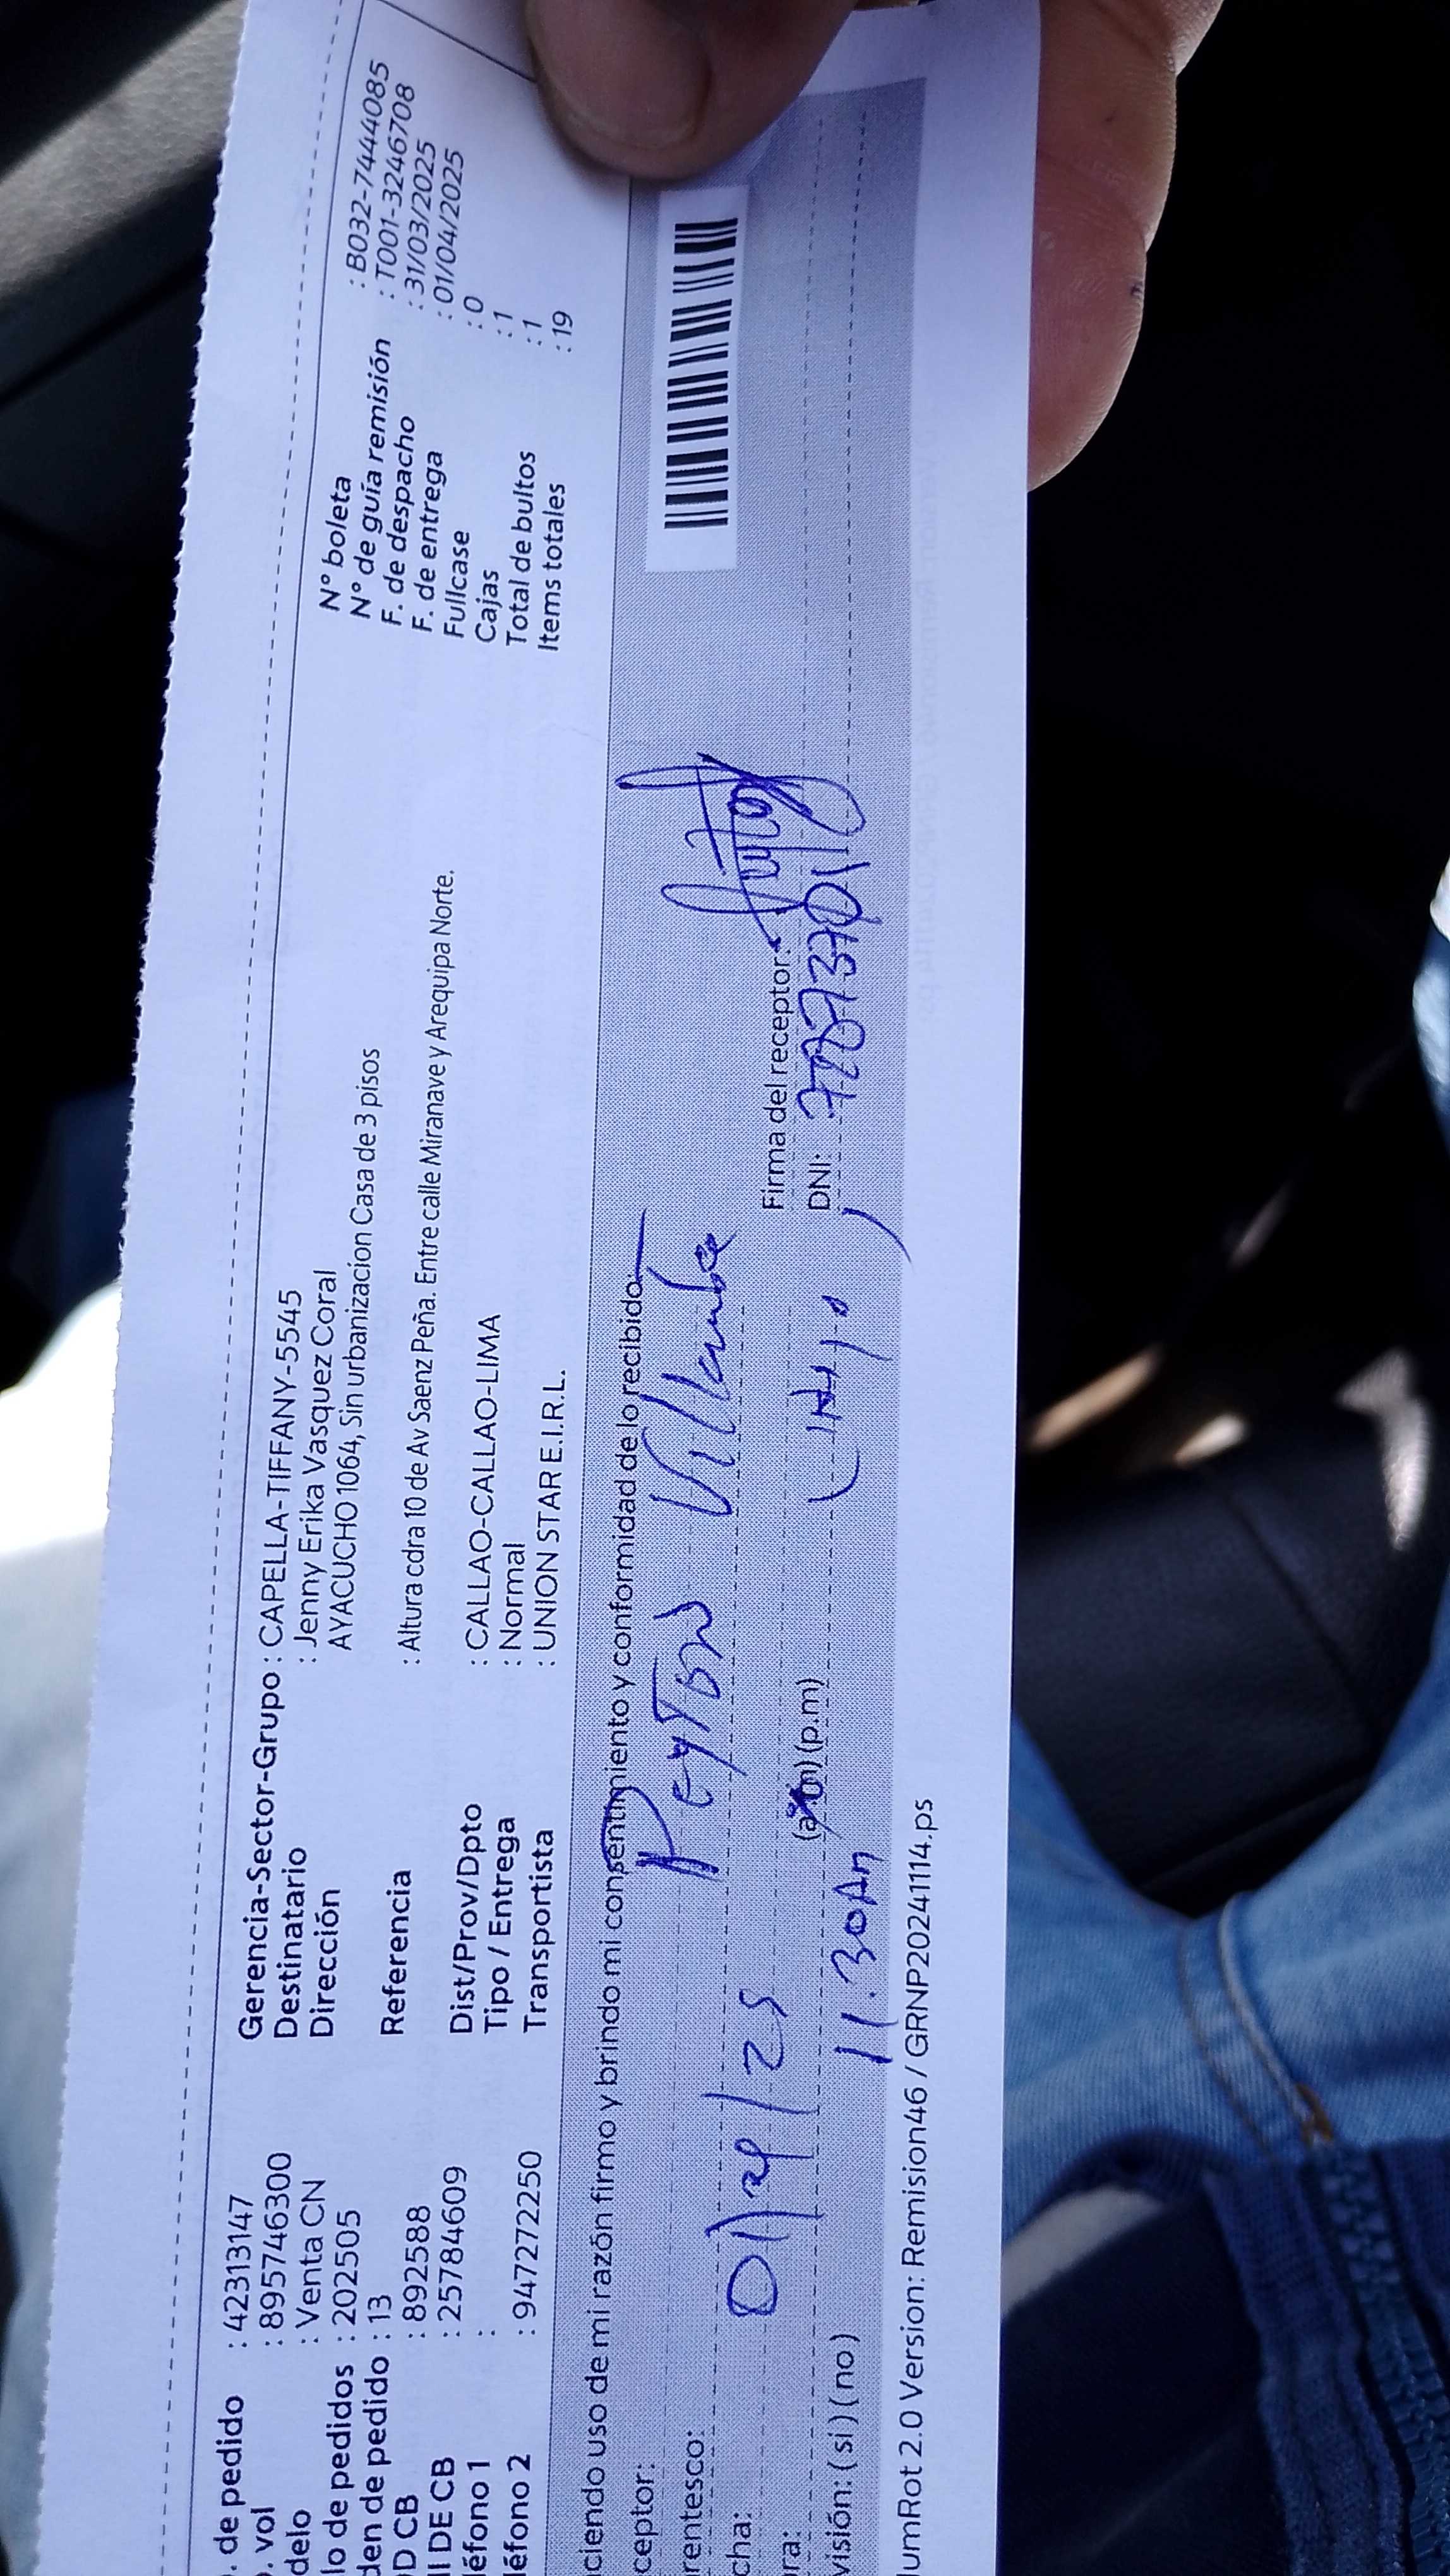 . de pedido : 42313147
. vol : 895746300
delo : Venta CN
lo de pedidos : 202505
den de pedido : 13
D CB : 892588
II DE CB : 25784609
léfono 1 :
léfono 2 : 947272250
Gerencia-Sector-Grupo : CAPELLA-TIFFANY-5545
Destinatario : Jenny Erika Vasquez Coral
Dirección AYACUCHO 1064, Sin urbanizacion Casa de 3 pisos
Referencia : Altura cdra 10 de Av Saenz Peña. Entre calle Miranave y Arequipa Norte.
Dist/Prov/Dpto : CALLAO-CALLAO-LIMA
Tipo / Entrega : Normal
Transportista : UNION STAR E.I.R.L.
N° boleta : B032-7444085
N° de guía remisión : T001-3246708
F. de despacho : 31/03/2025
F. de entrega : 01/04/2025
Fullcase : 0
Cajas : 1
Total de bultos : 1
Items totales : 19
ciendo uso de mi razón firmo y brindo mi consentimiento y conformidad de lo recibido:
ceptor: Peyton
rentesco:
cha: 25
ra: 11.30AM (a.m) (p.m)
visión: ( si ) ( no )
Firma del receptor:
DNI:
lumRot 2.0 Version: Remision46 / GRNP20241114.ps